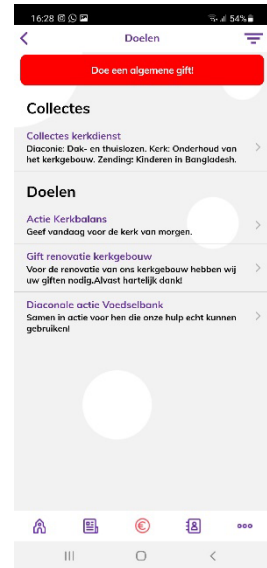 16:28
54%
Doelen
Doe een algemene gift!
Collectes
Collectes kerkdienst
Diaconie: Dak- en thuislozen. Kerk: Onderhoud van
het kerkgebouw. Zending: Kinderen in Bangladesh.
Doelen
Actie Kerkbalans
Geef vandaag voor de kerk van morgen.
Gift renovatie kerkgebouw
Voor de renovatie van ons kerkgebouw hebben wij
uw giften nodig.Alvast hartelijk dank!
Diaconale actie Voedselbank
Samen in actie voor hen die onze hulp echt kunnen
gebruiken!